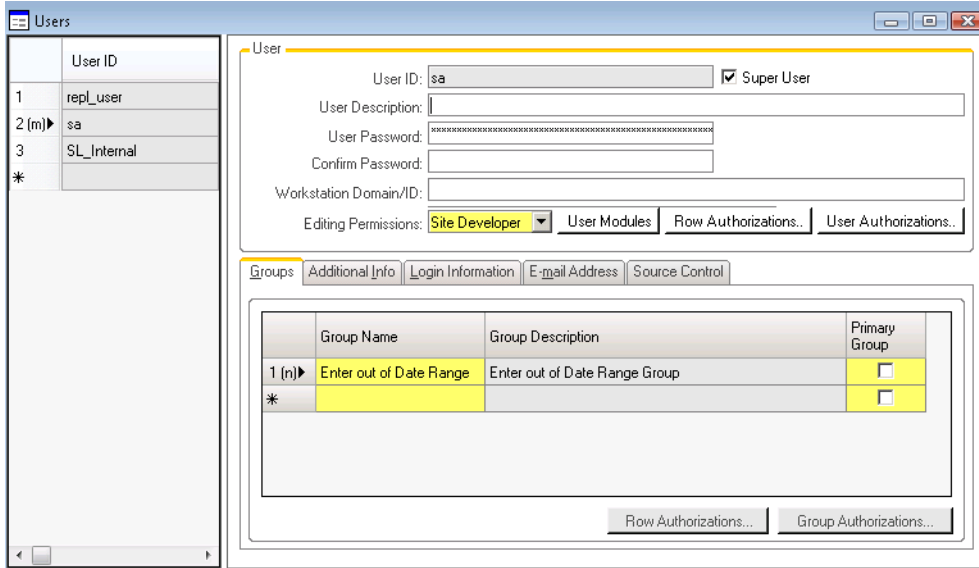 Users
User ID
1 repl_user
2 (m) sa
3 SL_Internal
User
User ID: sa Super User
User Description:
User Password: ******************************************************
Confirm Password:
Workstation Domain/ID:
Editing Permissions: Site Developer User Modules Row Authorizations.. User Authorizations..
Groups Additional Info Login Information E-mail Address Source Control
Group Name Group Description Primary Group
1 (n) Enter out of Date Range Enter out of Date Range Group
Row Authorizations... Group Authorizations...